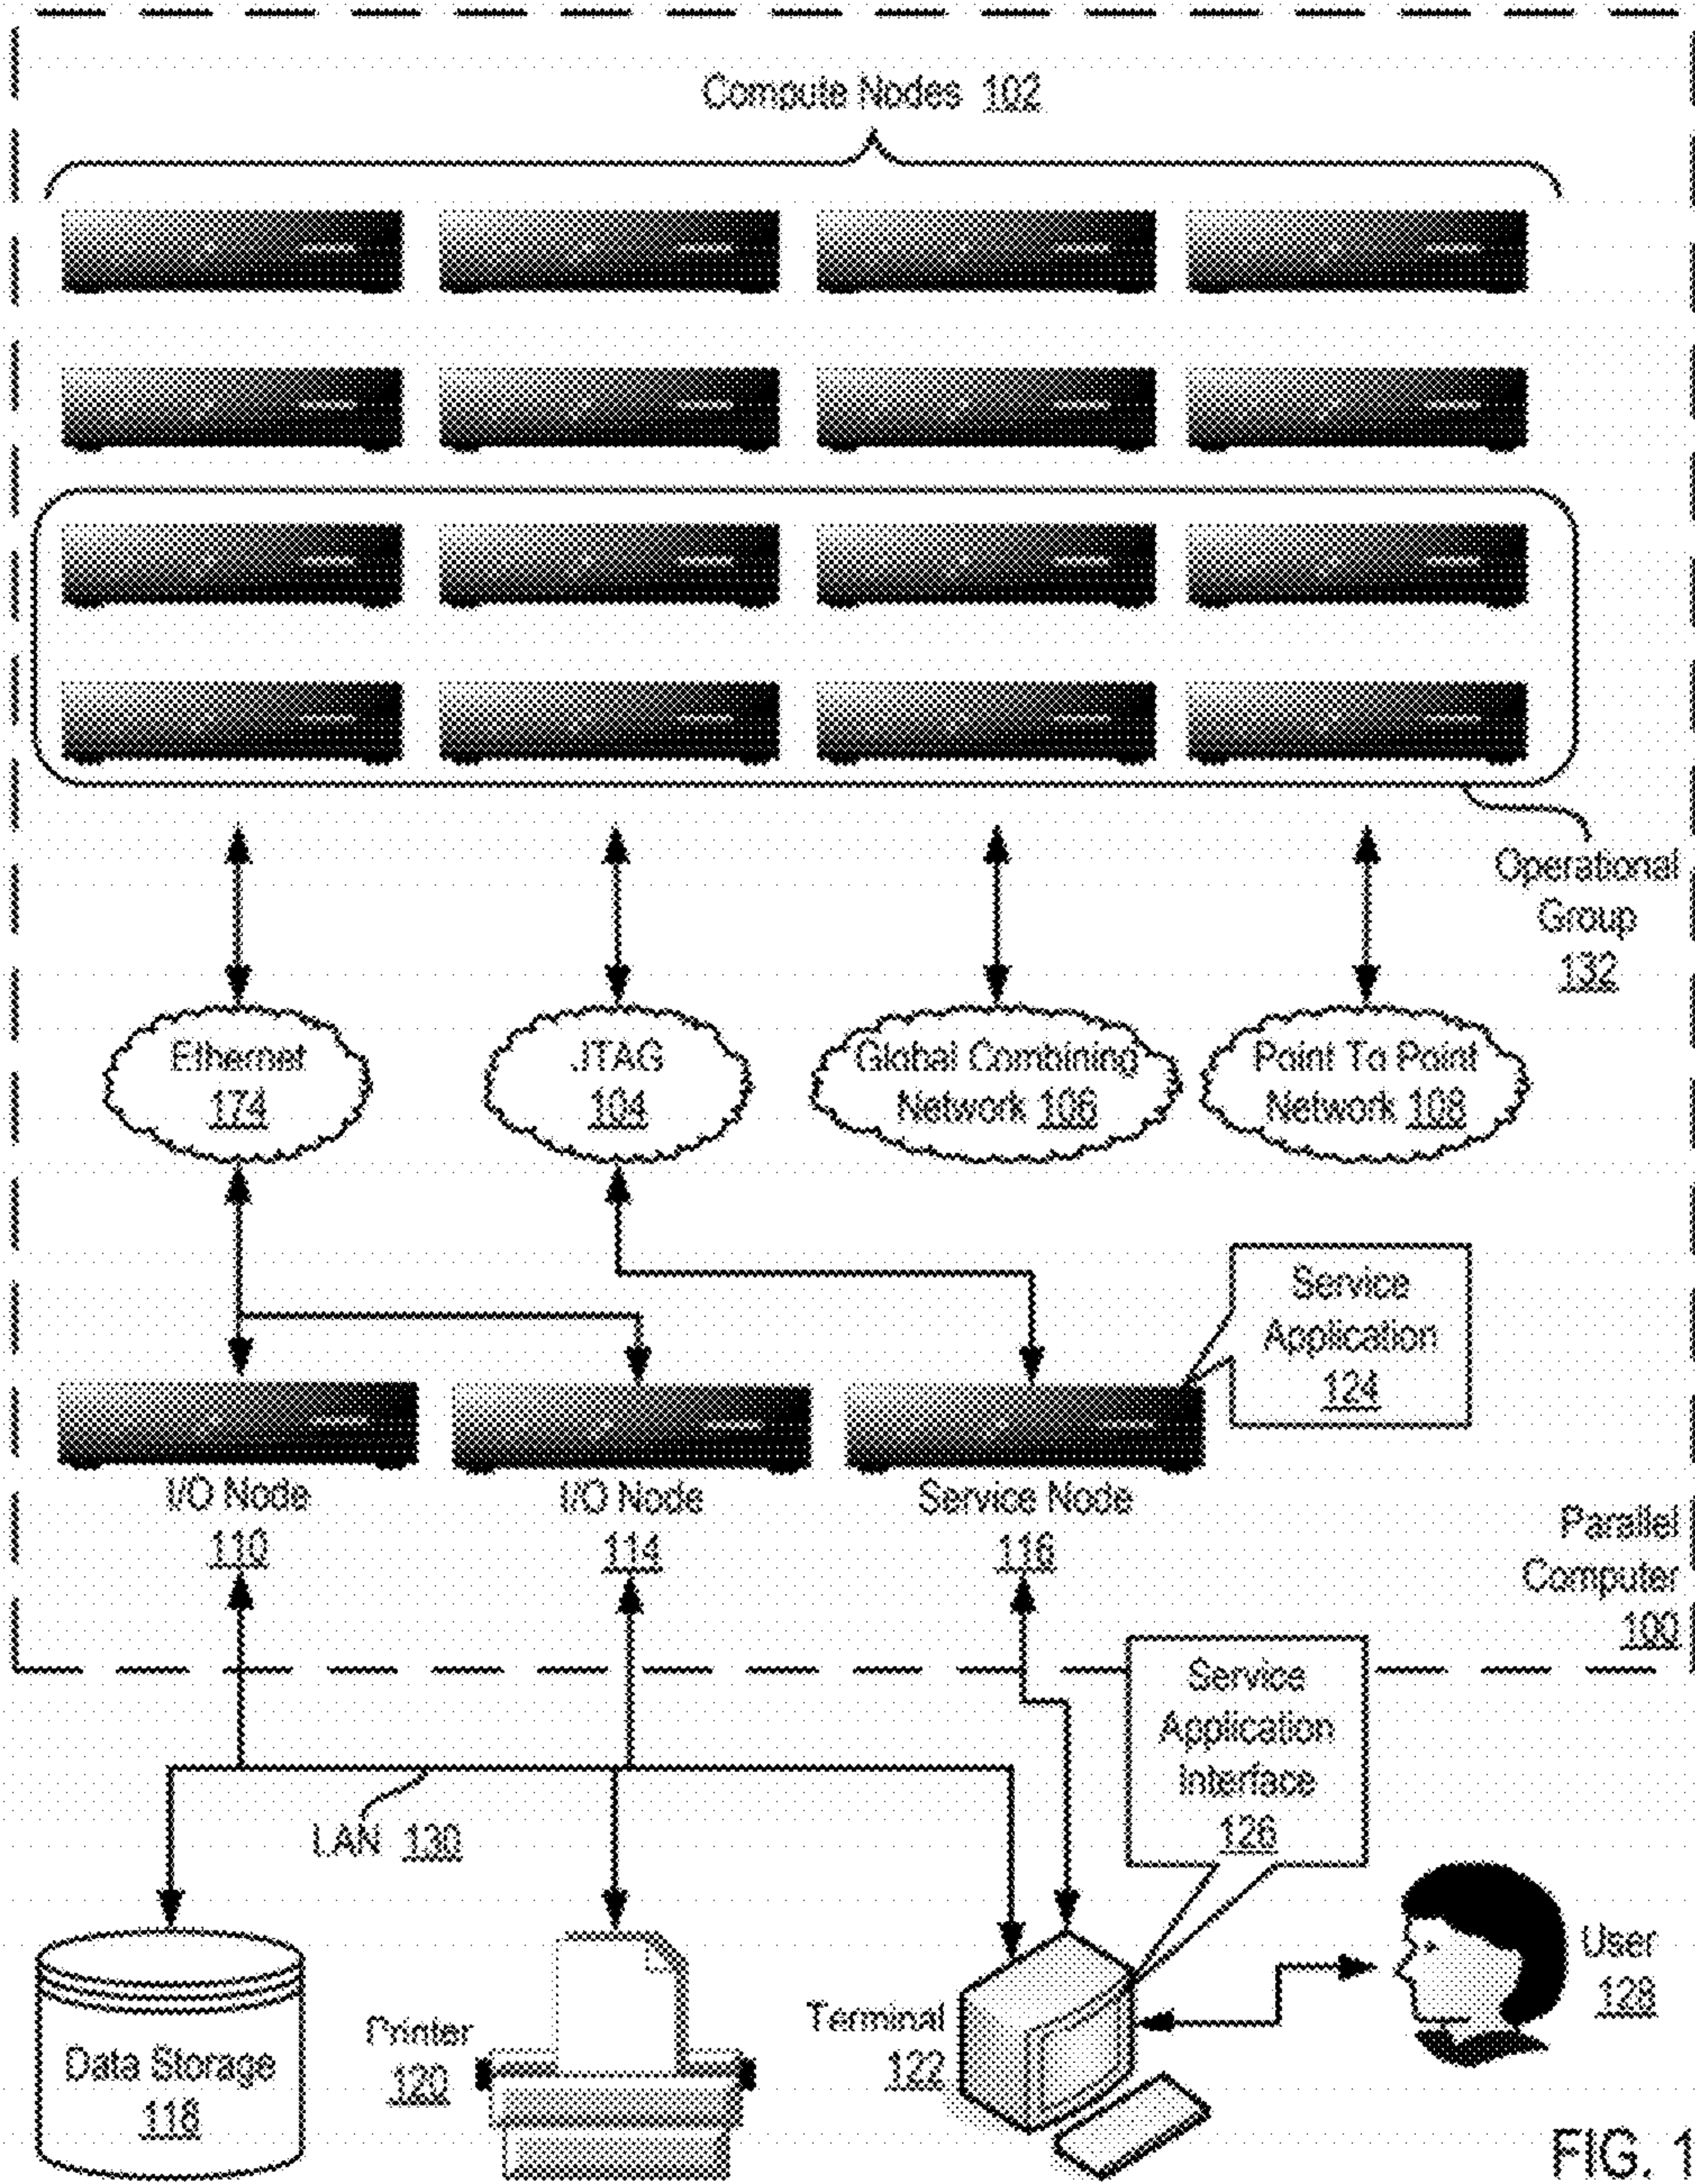 Compute Nodes 102
Operational
Group
132
Ethernet
174
JTAG
104
Global Combining
Network 106
Point To Point
Network 108
Service
Application
124
I/O Node
110
I/O Node
114
Service Node
116
Parallel
Computer
100
Service
Application
Interface
126
LAN 130
User
128
Printer
120
Terminal
122
Data Storage
118
FIG. 1